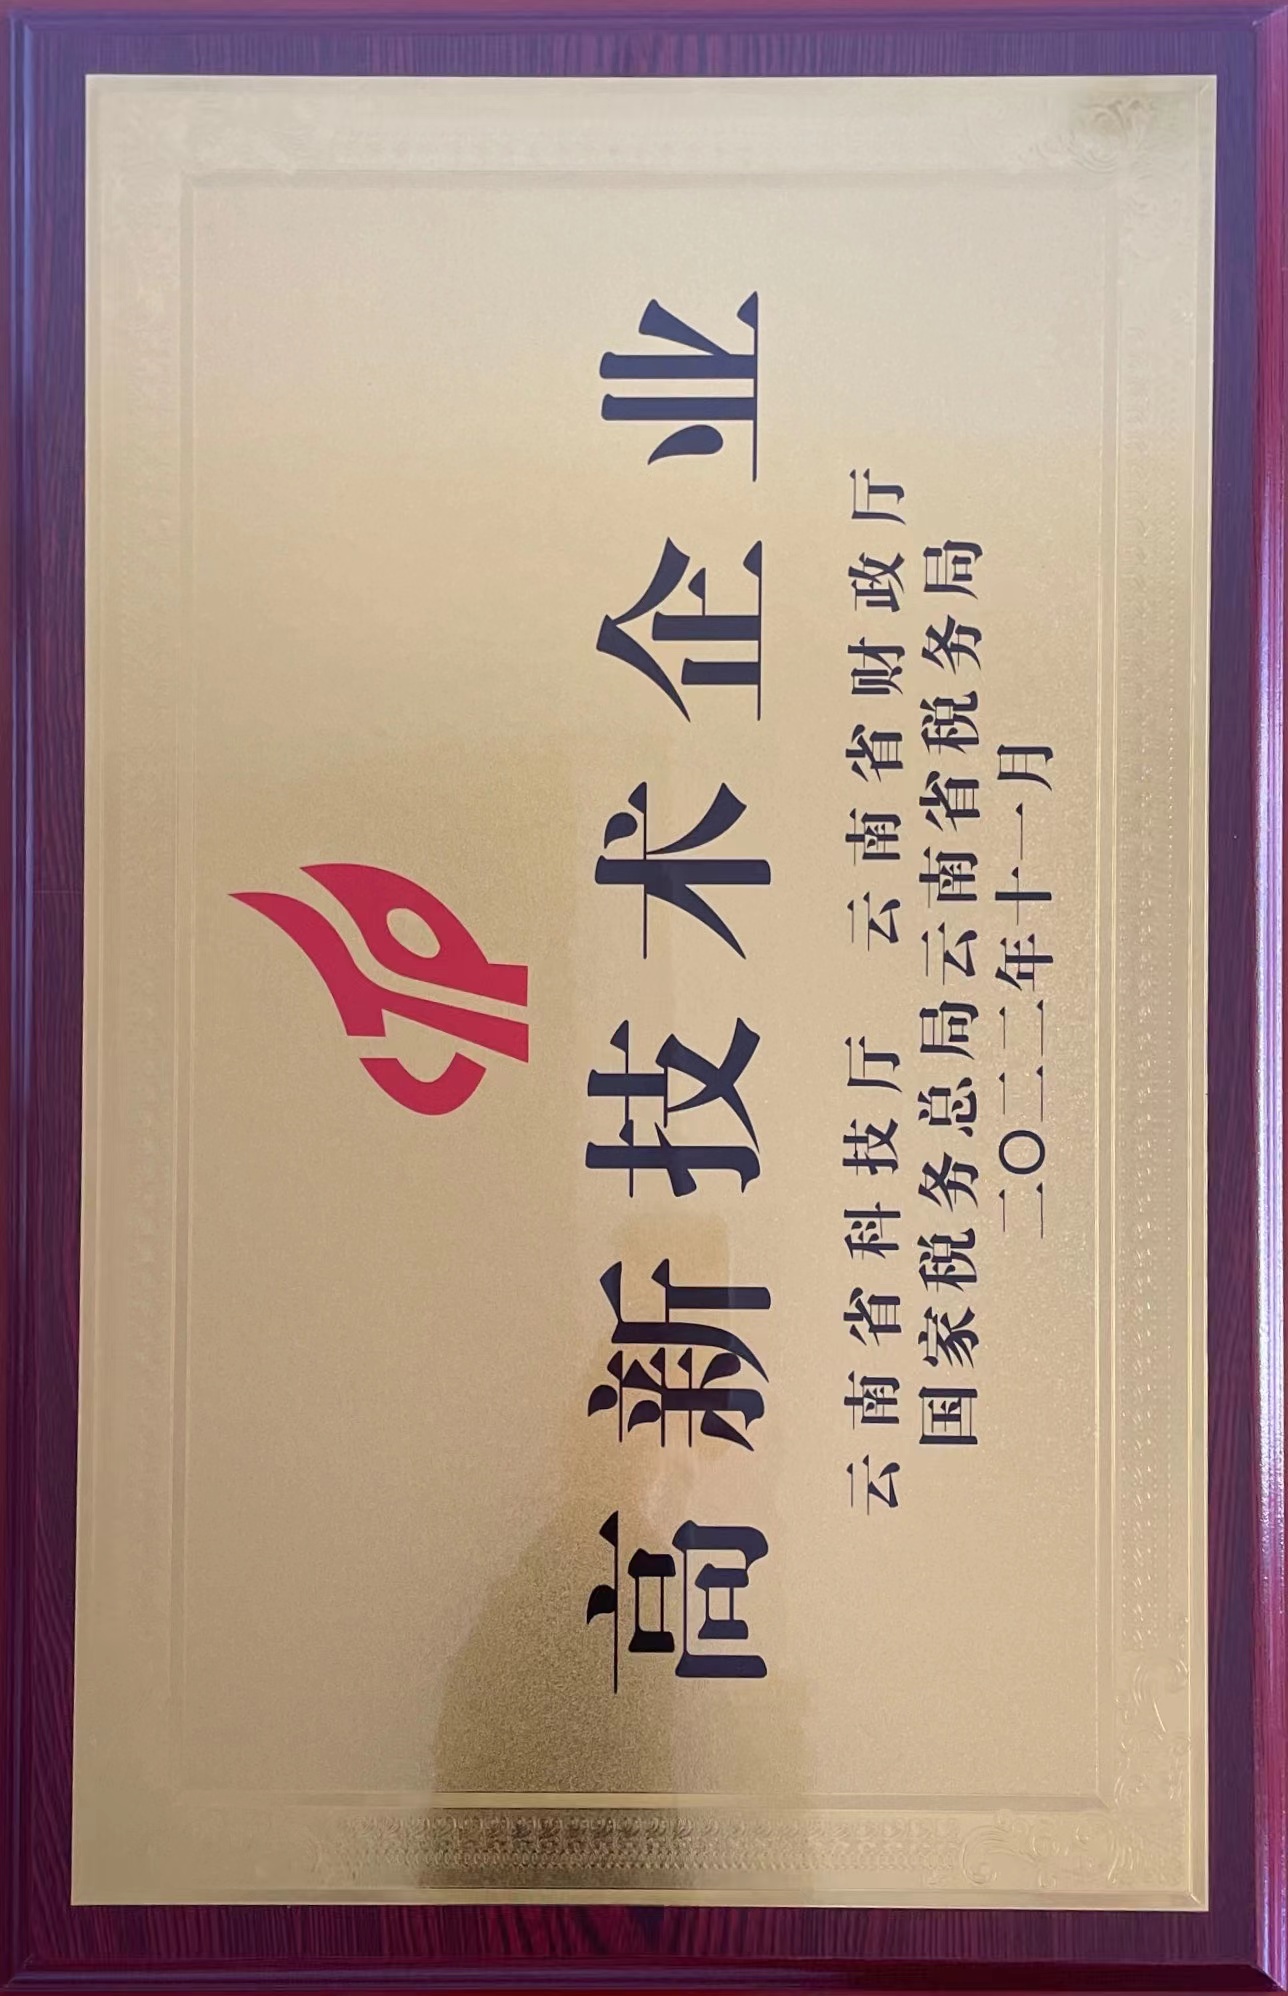 高新技术企业
云南省科技厅 云南省财政厅
国家税务总局云南省税务局
二〇二二年十一月